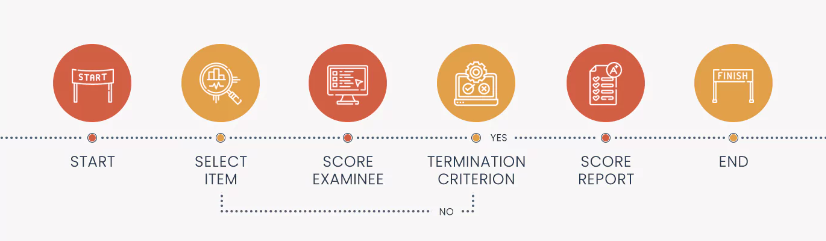 START
FINISH
YES
START
SELECT
ITEM
SCORE
EXAMINEE
TERMINATION
CRITERION
SCORE
REPORT
END
NO